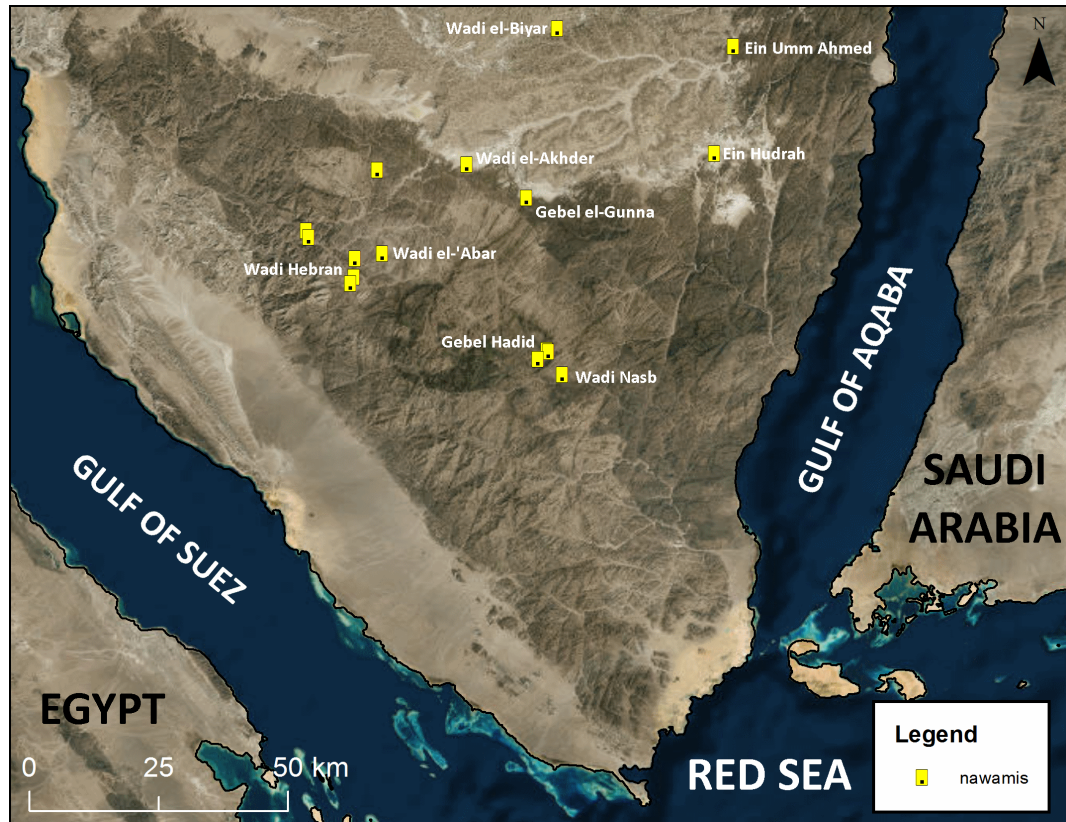 Wadi el-Biyar
N
Ein Umm Ahmed
Wadi el-Akhder
Ein Hudrah
Gebel el-Gunna
Wadi el-'Abar
Wadi Hebran
Gebel Hadid
Wadi Nasb
GULF OF AQABA
GULF OF SUEZ
SAUDI
ARABIA
EGYPT
RED SEA
0 25 50 km
Legend
nawamis